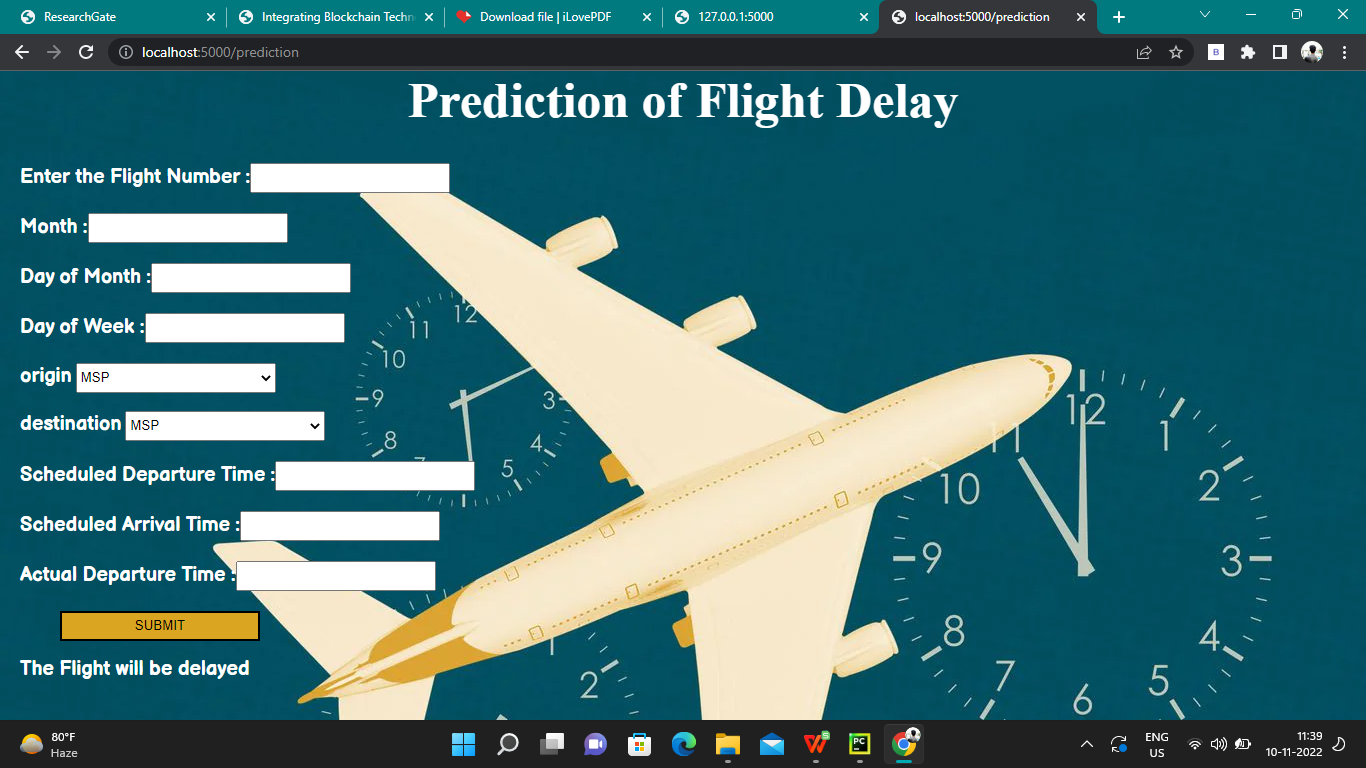 ResearchGate
Integrating Blockchain Techn
Download file | iLovePDF
127.0.0.1:5000
localhost:5000/prediction
localhost:5000/prediction
B
Prediction of Flight Delay
Enter the Flight Number :
Month :
Day of Month :
Day of Week :
origin MSP
destination MSP
Scheduled Departure Time :
Scheduled Arrival Time :
Actual Departure Time :
SUBMIT
The Flight will be delayed
12
11
10
9
8
3
4
5
12
11
1
10
2
9
3
8
4
7
5
6
1
2
80°F
Haze
W
S
PC
ENG
US
11:39
10-11-2022